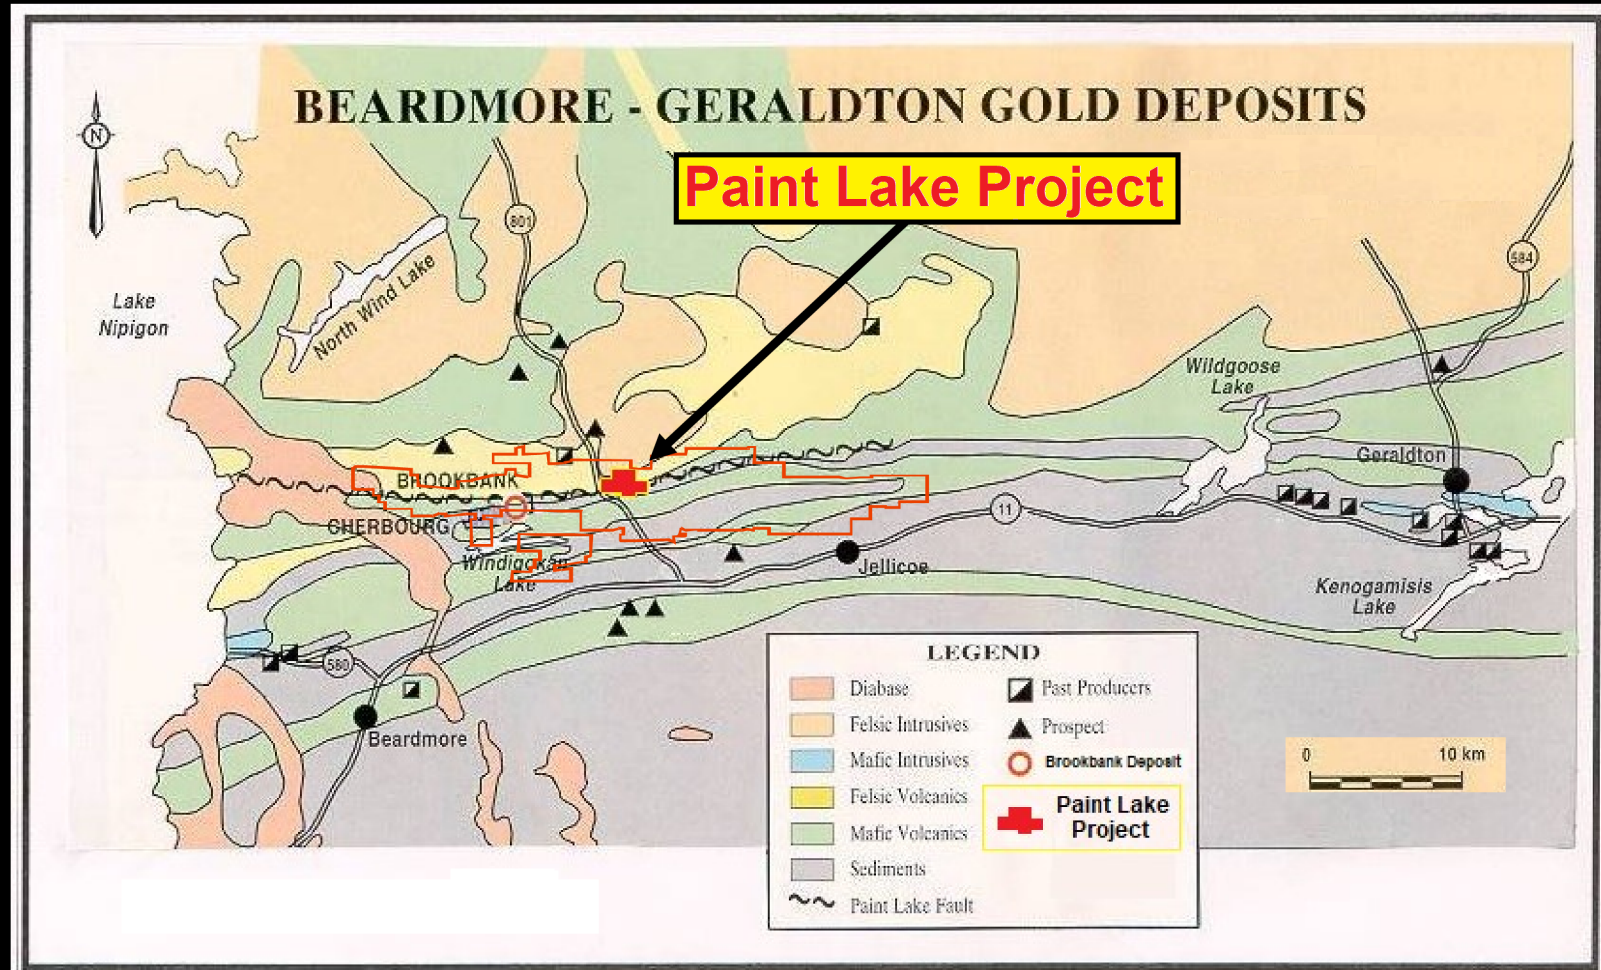 BEARDMORE - GERALDTON GOLD DEPOSITS
Paint Lake Project
N
801
584
Lake
Nipigon
North Wind Lake
Wildgoose
Lake
Geraldton
BROOKBANK
CHERBOURG
11
Windigokan
Lake
Jellicoe
Kenogamisis
Lake
580
Beardmore
LEGEND
Diabase
Felsic Intrusives
Mafic Intrusives
Felsic Volcanics
Mafic Volcanics
Sediments
Paint Lake Fault
Past Producers
Prospect
Brookbank Deposit
Paint Lake
Project
0 10 km